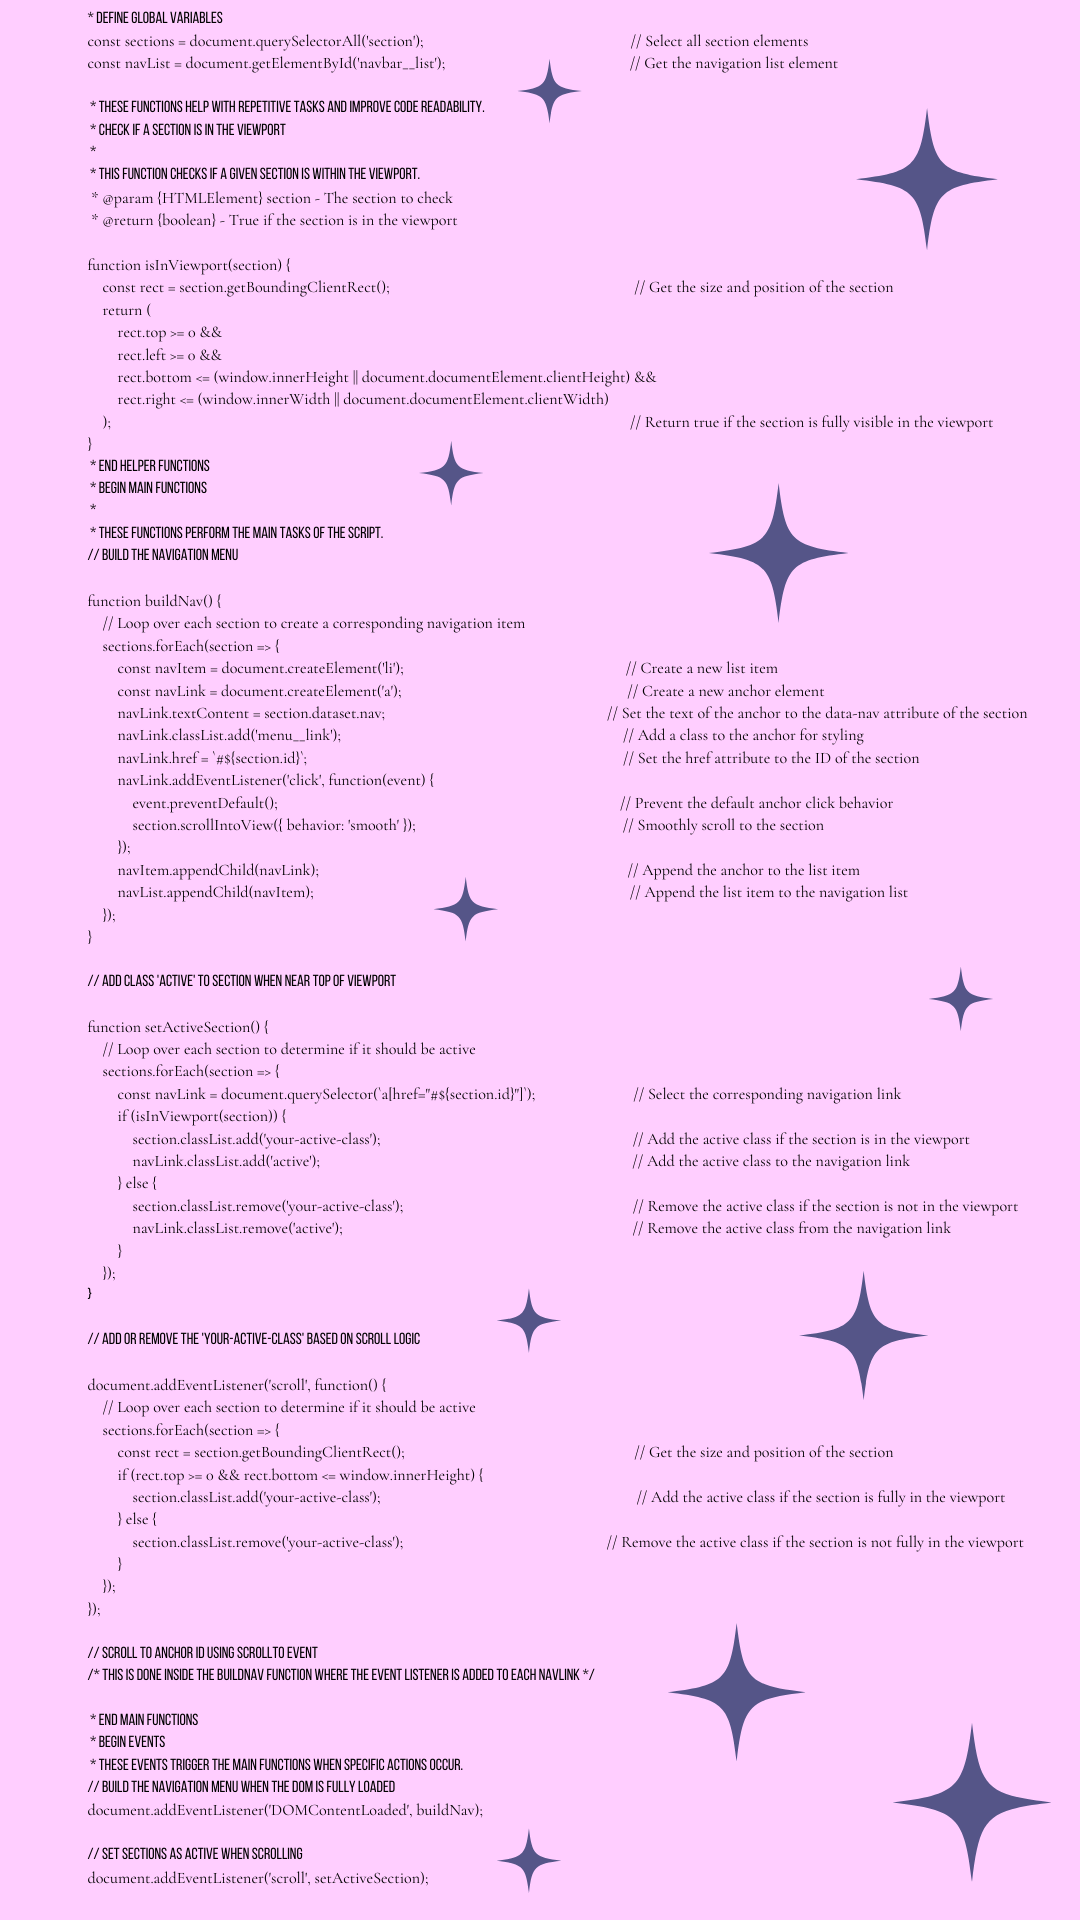 * DEFINE GLOBAL VARIABLES
const sections = document.querySelectorAll('section'); // Select all section elements
const navList = document.getElementById('navbar__list'); // Get the navigation list element
* THESE FUNCTIONS HELP WITH REPETITIVE TASKS AND IMPROVE CODE READABILITY.
* CHECK IF A SECTION IS IN THE VIEWPORT
*
* THIS FUNCTION CHECKS IF A GIVEN SECTION IS WITHIN THE VIEWPORT.
* @param {HTMLElement} section - The section to check
* @return {boolean} - True if the section is in the viewport
function isInViewport(section) {
const rect = section.getBoundingClientRect(); // Get the size and position of the section
return (
rect.top >= 0 &&
rect.left >= 0 &&
rect.bottom <= (window.innerHeight || document.documentElement.clientHeight) &&
rect.right <= (window.innerWidth || document.documentElement.clientWidth)
); // Return true if the section is fully visible in the viewport
}
* END HELPER FUNCTIONS
* BEGIN MAIN FUNCTIONS
*
* THESE FUNCTIONS PERFORM THE MAIN TASKS OF THE SCRIPT.
// BUILD THE NAVIGATION MENU
function buildNav() {
// Loop over each section to create a corresponding navigation item
sections.forEach(section => {
const navItem = document.createElement('li'); // Create a new list item
const navLink = document.createElement('a'); // Create a new anchor element
navLink.textContent = section.dataset.nav; // Set the text of the anchor to the data-nav attribute of the section
navLink.classList.add('menu__link'); // Add a class to the anchor for styling
navLink.href = `#${section.id}`; // Set the href attribute to the ID of the section
navLink.addEventListener('click', function(event) {
event.preventDefault(); // Prevent the default anchor click behavior
section.scrollIntoView({ behavior: 'smooth' }); // Smoothly scroll to the section
});
navItem.appendChild(navLink); // Append the anchor to the list item
navList.appendChild(navItem); // Append the list item to the navigation list
});
}
// ADD CLASS 'ACTIVE' TO SECTION WHEN NEAR TOP OF VIEWPORT
function setActiveSection() {
// Loop over each section to determine if it should be active
sections.forEach(section => {
const navLink = document.querySelector(`a[href="#${section.id}"]`); // Select the corresponding navigation link
if (isInViewport(section)) {
section.classList.add('your-active-class'); // Add the active class if the section is in the viewport
navLink.classList.add('active'); // Add the active class to the navigation link
} else {
section.classList.remove('your-active-class'); // Remove the active class if the section is not in the viewport
navLink.classList.remove('active'); // Remove the active class from the navigation link
}
});
}
// ADD OR REMOVE THE 'YOUR-ACTIVE-CLASS' BASED ON SCROLL LOGIC
document.addEventListener('scroll', function() {
// Loop over each section to determine if it should be active
sections.forEach(section => {
const rect = section.getBoundingClientRect(); // Get the size and position of the section
if (rect.top >= 0 && rect.bottom <= window.innerHeight) {
section.classList.add('your-active-class'); // Add the active class if the section is fully in the viewport
} else {
section.classList.remove('your-active-class'); // Remove the active class if the section is not fully in the viewport
}
});
});
// SCROLL TO ANCHOR ID USING SCROLLTO EVENT
/* THIS IS DONE INSIDE THE BUILDNAV FUNCTION WHERE THE EVENT LISTENER IS ADDED TO EACH NAVLINK */
* END MAIN FUNCTIONS
* BEGIN EVENTS
* THESE EVENTS TRIGGER THE MAIN FUNCTIONS WHEN SPECIFIC ACTIONS OCCUR.
// BUILD THE NAVIGATION MENU WHEN THE DOM IS FULLY LOADED
document.addEventListener('DOMContentLoaded', buildNav);
// SET SECTIONS AS ACTIVE WHEN SCROLLING
document.addEventListener('scroll', setActiveSection);